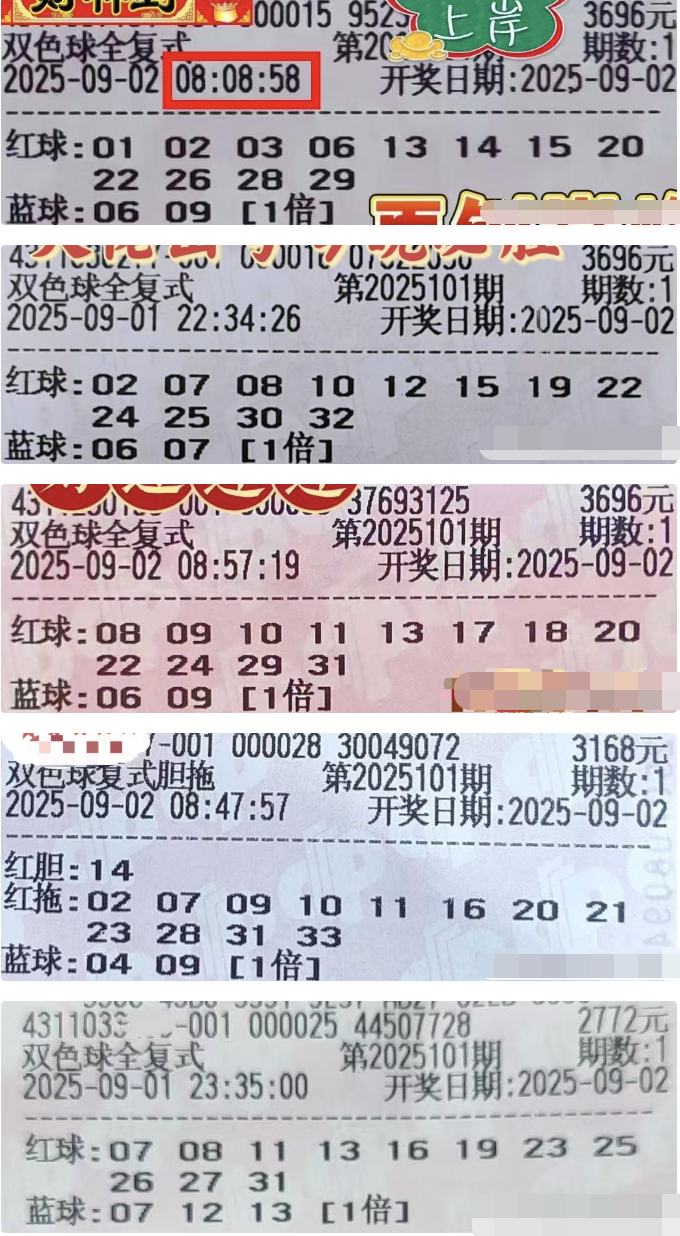 000015
3696元
上岸
双色球全复式
期数:1
2025-09-02 08:08:58 开奖日期:2025-09-02
红球:01 02 03 06 13 14 15 20
22 26 28 29
蓝球:06 09 [1倍]
3696元
双色球全复式 第2025101期 期数:1
2025-09-01 22:34:26 开奖日期:2025-09-02
红球:02 07 08 10 12 15 19 22
24 25 30 32
蓝球:06 07 [1倍]
37693125 3696元
双色球全复式 第2025101期 期数:1
2025-09-02 08:57:19 开奖日期:2025-09-02
红球:08 09 10 11 13 17 18 20
22 24 29 31
蓝球:06 09 [1倍]
-001 000028 30049072 3168元
双色球复式胆拖 第2025101期 期数:1
2025-09-02 08:47:57 开奖日期:2025-09-02
红胆:14
红拖:02 07 09 10 11 16 20 21
23 28 31 33
蓝球:04 09 [1倍]
-001 000025 44507728 2772元
双色球全复式 第2025101期 期数:1
2025-09-01 23:35:00 开奖日期:2025-09-02
红球:07 08 11 13 16 19 23 25
26 27 31
蓝球:07 12 13 [1倍]